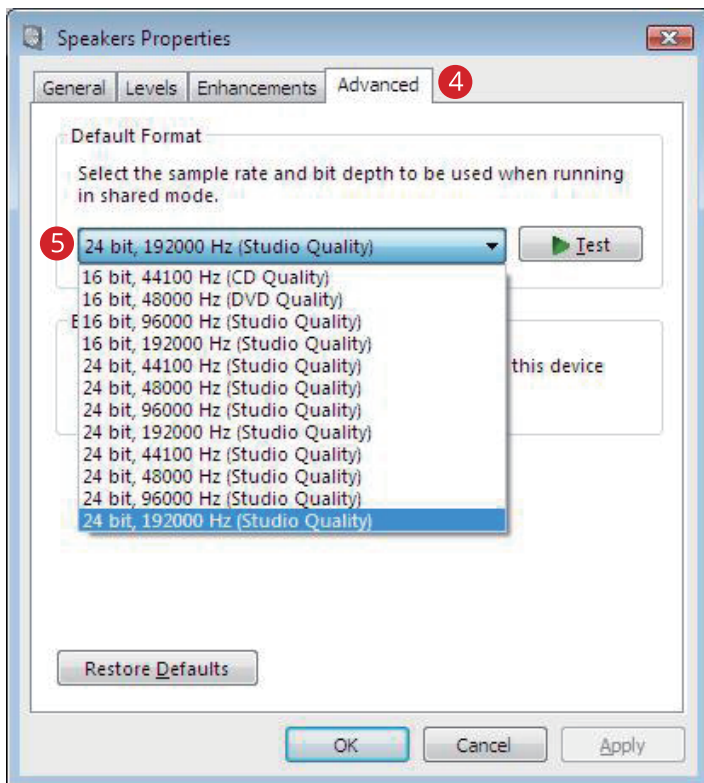 Speakers Properties
General Levels Enhancements Advanced 4
Default Format
Select the sample rate and bit depth to be used when running
in shared mode.
5 24 bit, 192000 Hz (Studio Quality) Test
16 bit, 44100 Hz (CD Quality)
16 bit, 48000 Hz (DVD Quality)
E 16 bit, 96000 Hz (Studio Quality)
16 bit, 192000 Hz (Studio Quality)
24 bit, 44100 Hz (Studio Quality) this device
24 bit, 48000 Hz (Studio Quality)
24 bit, 96000 Hz (Studio Quality)
24 bit, 192000 Hz (Studio Quality)
24 bit, 44100 Hz (Studio Quality)
24 bit, 48000 Hz (Studio Quality)
24 bit, 96000 Hz (Studio Quality)
24 bit, 192000 Hz (Studio Quality)
Restore Defaults
OK Cancel Apply